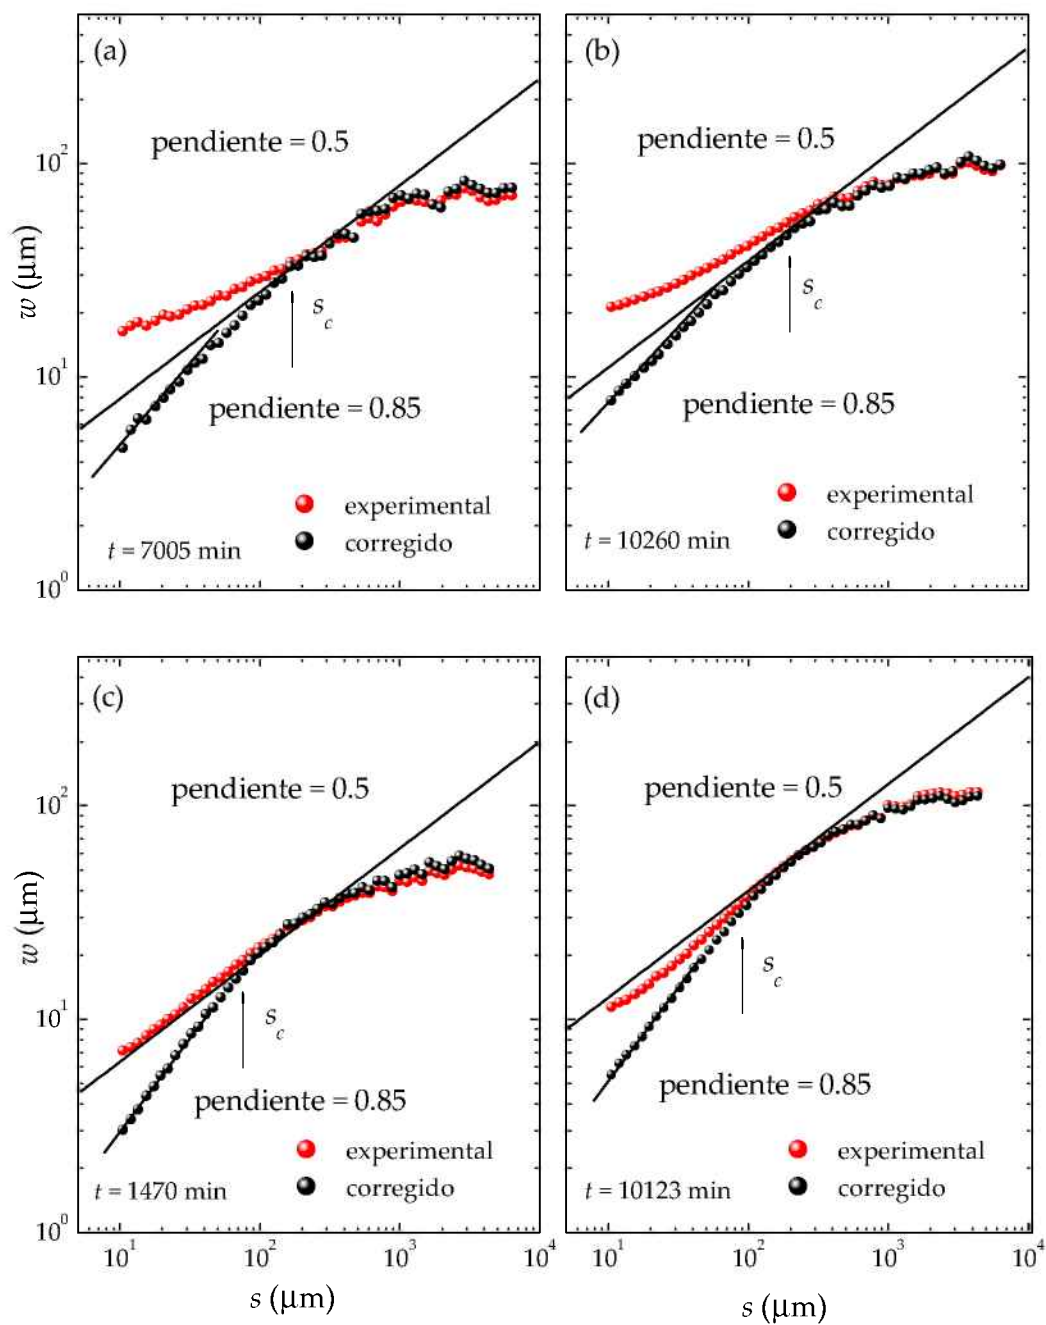 (a)
pendiente = 0.5
10²
w (μm)
s_c
10¹
pendiente = 0.85
experimental
corregido
t = 7005 min
10⁰
(b)
pendiente = 0.5
s_c
pendiente = 0.85
experimental
corregido
t = 10260 min
(c)
pendiente = 0.5
10²
w (μm)
s_c
10¹
pendiente = 0.85
experimental
corregido
t = 1470 min
10⁰
10¹ 10² 10³ 10⁴
s (μm)
(d)
pendiente = 0.5
s_c
pendiente = 0.85
experimental
corregido
t = 10123 min
10¹ 10² 10³ 10⁴
s (μm)